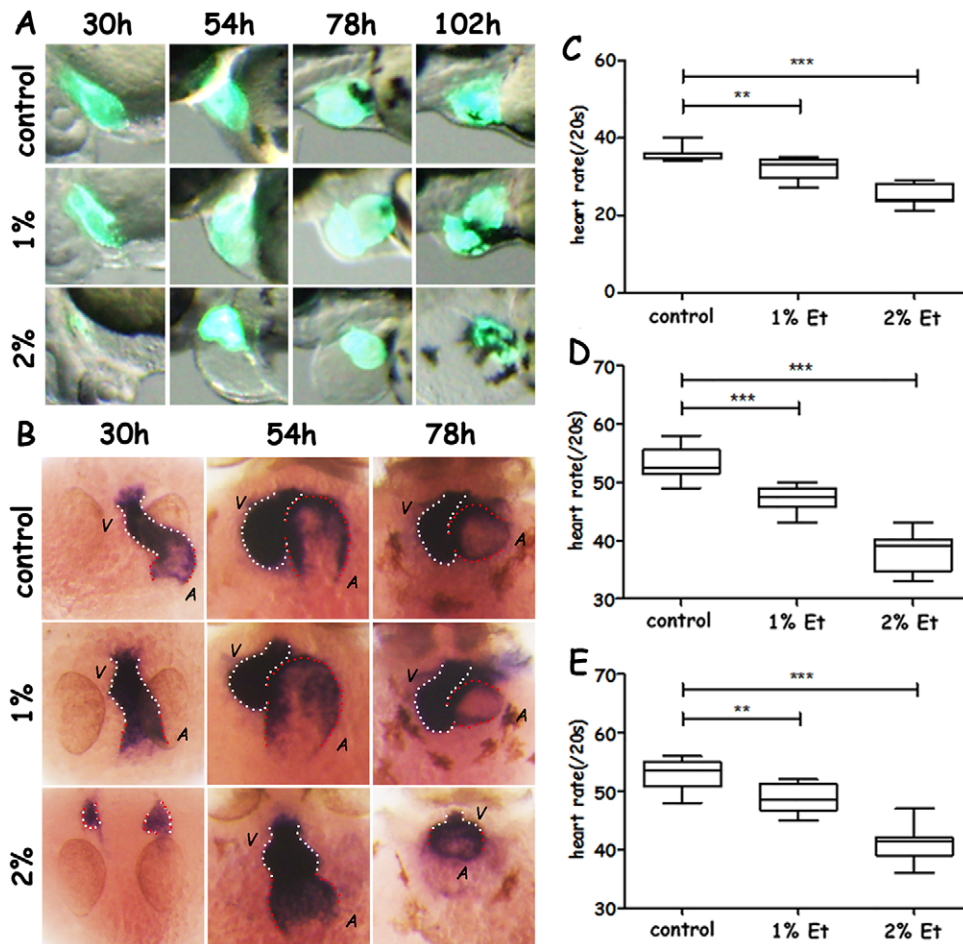 A
30h 54h 78h 102h
control
1%
2%
B
30h 54h 78h
control
V
A
V
A
V
A
1%
V
A
V
A
V
A
2%
V
A
V
A
C
heart rate(/20s)
60
40
20
0
***
**
control 1% Et 2% Et
D
heart rate(/20s)
70
60
50
40
30
***
***
control 1% Et 2% Et
E
heart rate(/20s)
70
60
50
40
30
***
**
control 1% Et 2% Et